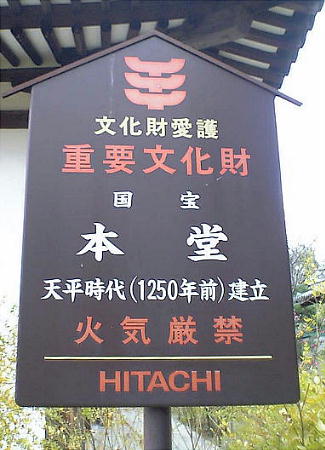 文化財愛護
重要文化財
国宝
本堂
天平時代(1250年前)建立
火気厳禁
HITACHI